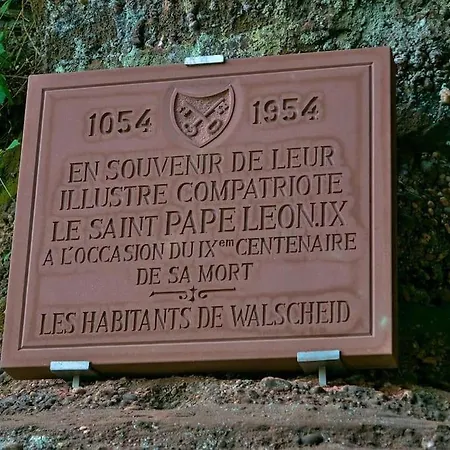 1054 1954
EN SOUVENIR DE LEUR
ILLUSTRE COMPATRIOTE
LE SAINT PAPE LEON.IX
A L'OCCASION DU IXem CENTENAIRE
DE SA MORT
LES HABITANTS DE WALSCHEID